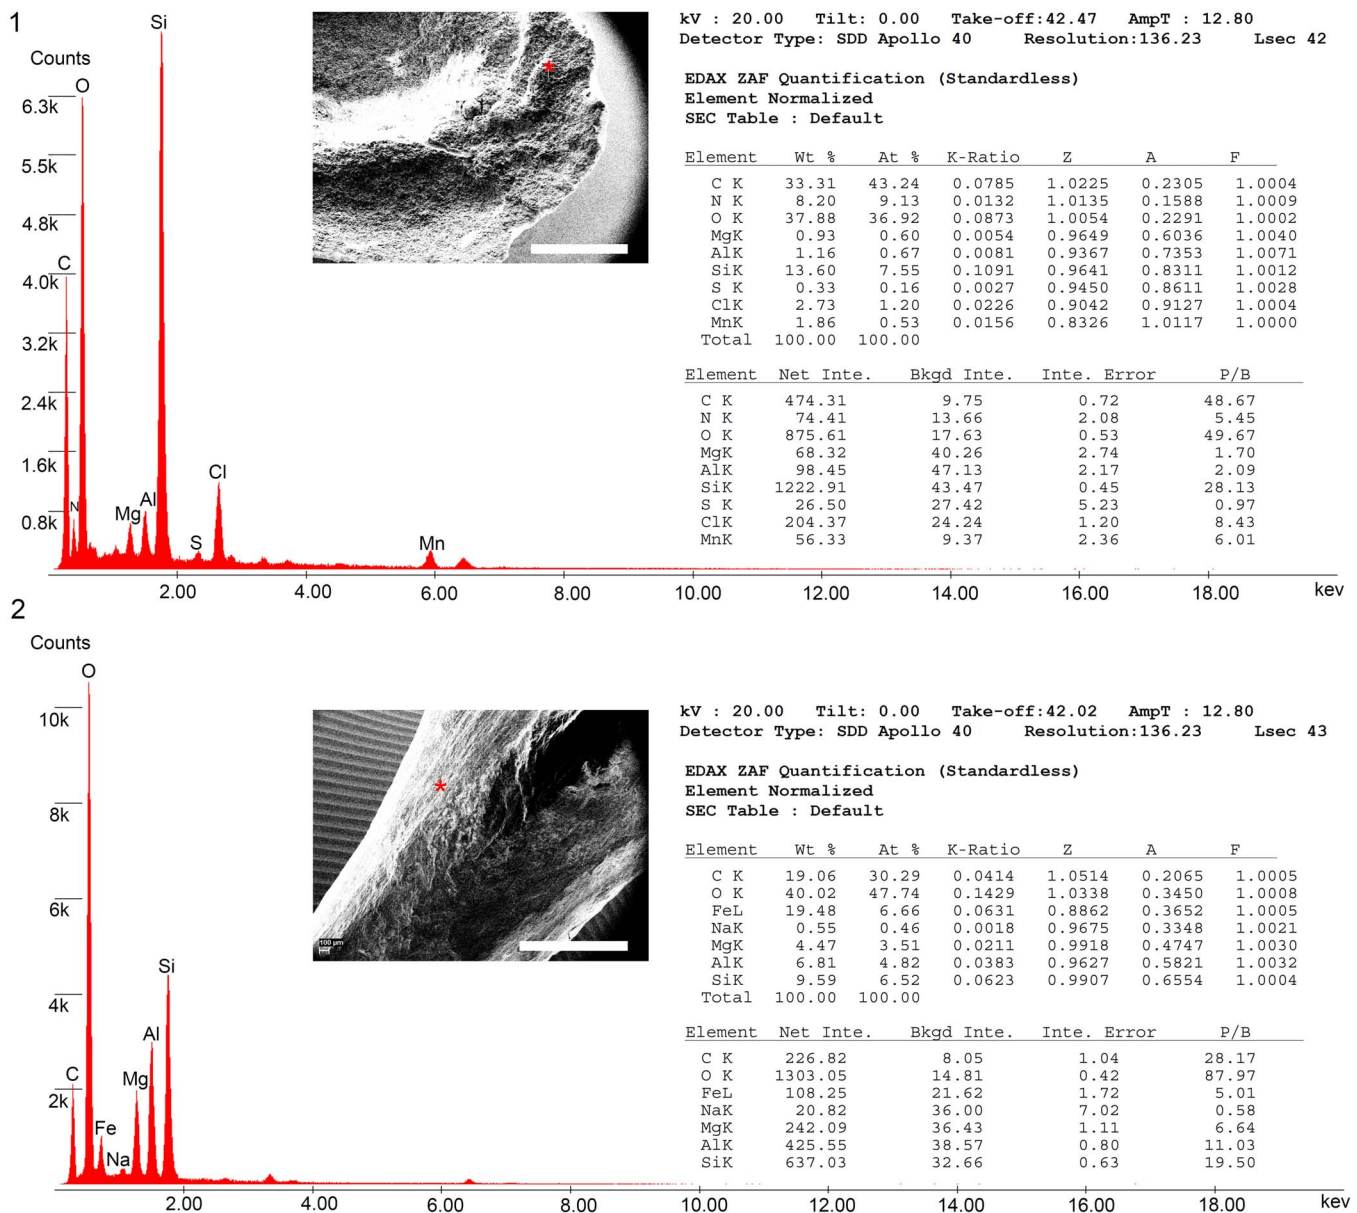 1
Counts
6.3k
5.5k
4.8k
4.0k
3.2k
2.4k
1.6k
0.8k
C
N
O
Mg
Al
Si
S
Cl
Mn
2.00 4.00 6.00 8.00 10.00 12.00 14.00 16.00 18.00 kev
*
kV : 20.00 Tilt: 0.00 Take-off:42.47 AmpT : 12.80
Detector Type: SDD Apollo 40 Resolution:136.23 Lsec 42
EDAX ZAF Quantification (Standardless)
Element Normalized
SEC Table : Default
Element Wt % At % K-Ratio Z A F
C K 33.31 43.24 0.0785 1.0225 0.2305 1.0004
N K 8.20 9.13 0.0132 1.0135 0.1588 1.0009
O K 37.88 36.92 0.0873 1.0054 0.2291 1.0002
MgK 0.93 0.60 0.0054 0.9649 0.6036 1.0040
AlK 1.16 0.67 0.0081 0.9367 0.7353 1.0071
SiK 13.60 7.55 0.1091 0.9641 0.8311 1.0012
S K 0.33 0.16 0.0027 0.9450 0.8611 1.0028
ClK 2.73 1.20 0.0226 0.9042 0.9127 1.0004
MnK 1.86 0.53 0.0156 0.8326 1.0117 1.0000
Total 100.00 100.00
Element Net Inte. Bkgd Inte. Inte. Error P/B
C K 474.31 9.75 0.72 48.67
N K 74.41 13.66 2.08 5.45
O K 875.61 17.63 0.53 49.67
MgK 68.32 40.26 2.74 1.70
AlK 98.45 47.13 2.17 2.09
SiK 1222.91 43.47 0.45 28.13
S K 26.50 27.42 5.23 0.97
ClK 204.37 24.24 1.20 8.43
MnK 56.33 9.37 2.36 6.01
2
Counts
10k
8k
6k
4k
2k
C
O
Fe
Na
Mg
Al
Si
2.00 4.00 6.00 8.00 10.00 12.00 14.00 16.00 18.00 kev
*
100 µm
kV : 20.00 Tilt: 0.00 Take-off:42.02 AmpT : 12.80
Detector Type: SDD Apollo 40 Resolution:136.23 Lsec 43
EDAX ZAF Quantification (Standardless)
Element Normalized
SEC Table : Default
Element Wt % At % K-Ratio Z A F
C K 19.06 30.29 0.0414 1.0514 0.2065 1.0005
O K 40.02 47.74 0.1429 1.0338 0.3450 1.0008
FeL 19.48 6.66 0.0631 0.8862 0.3652 1.0005
NaK 0.55 0.46 0.0018 0.9675 0.3348 1.0021
MgK 4.47 3.51 0.0211 0.9918 0.4747 1.0030
AlK 6.81 4.82 0.0383 0.9627 0.5821 1.0032
SiK 9.59 6.52 0.0623 0.9907 0.6554 1.0004
Total 100.00 100.00
Element Net Inte. Bkgd Inte. Inte. Error P/B
C K 226.82 8.05 1.04 28.17
O K 1303.05 14.81 0.42 87.97
FeL 108.25 21.62 1.72 5.01
NaK 20.82 36.00 7.02 0.58
MgK 242.09 36.43 1.11 6.64
AlK 425.55 38.57 0.80 11.03
SiK 637.03 32.66 0.63 19.50